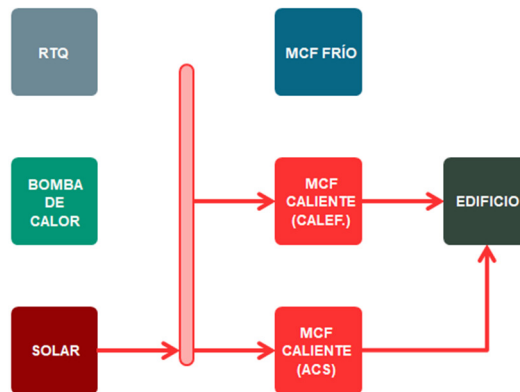 RTQ
MCF FRÍO
BOMBA
DE
CALOR
MCF
CALIENTE
(CALEF.)
EDIFICIO
SOLAR
MCF
CALIENTE
(ACS)